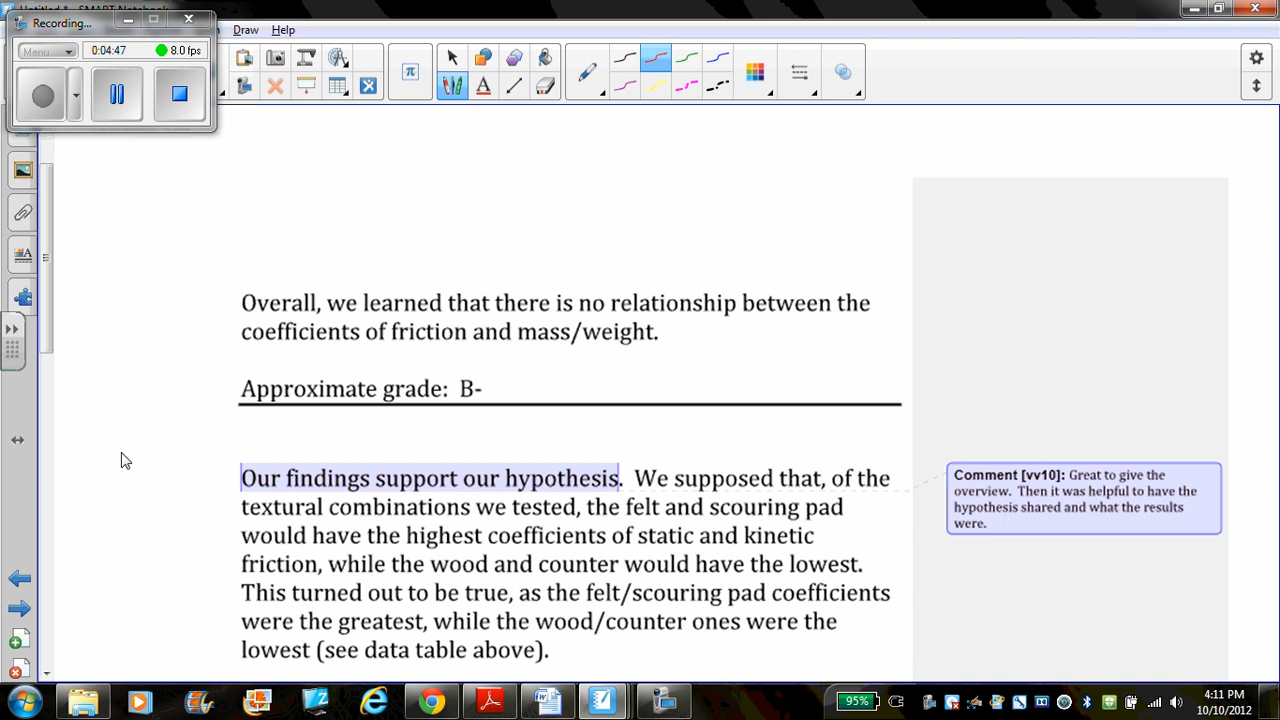 Untitled * - SMART Notebook
Recording...
Draw Help
Menu
0:04:47
8.0 fps
π
A
Overall, we learned that there is no relationship between the
coefficients of friction and mass/weight.
Approximate grade: B-
Our findings support our hypothesis. We supposed that, of the
textural combinations we tested, the felt and scouring pad
would have the highest coefficients of static and kinetic
friction, while the wood and counter would have the lowest.
This turned out to be true, as the felt/scouring pad coefficients
were the greatest, while the wood/counter ones were the
lowest (see data table above).
Comment [vv10]: Great to give the
overview. Then it was helpful to have the
hypothesis shared and what the results
were.
95%
4:11 PM
10/10/2012